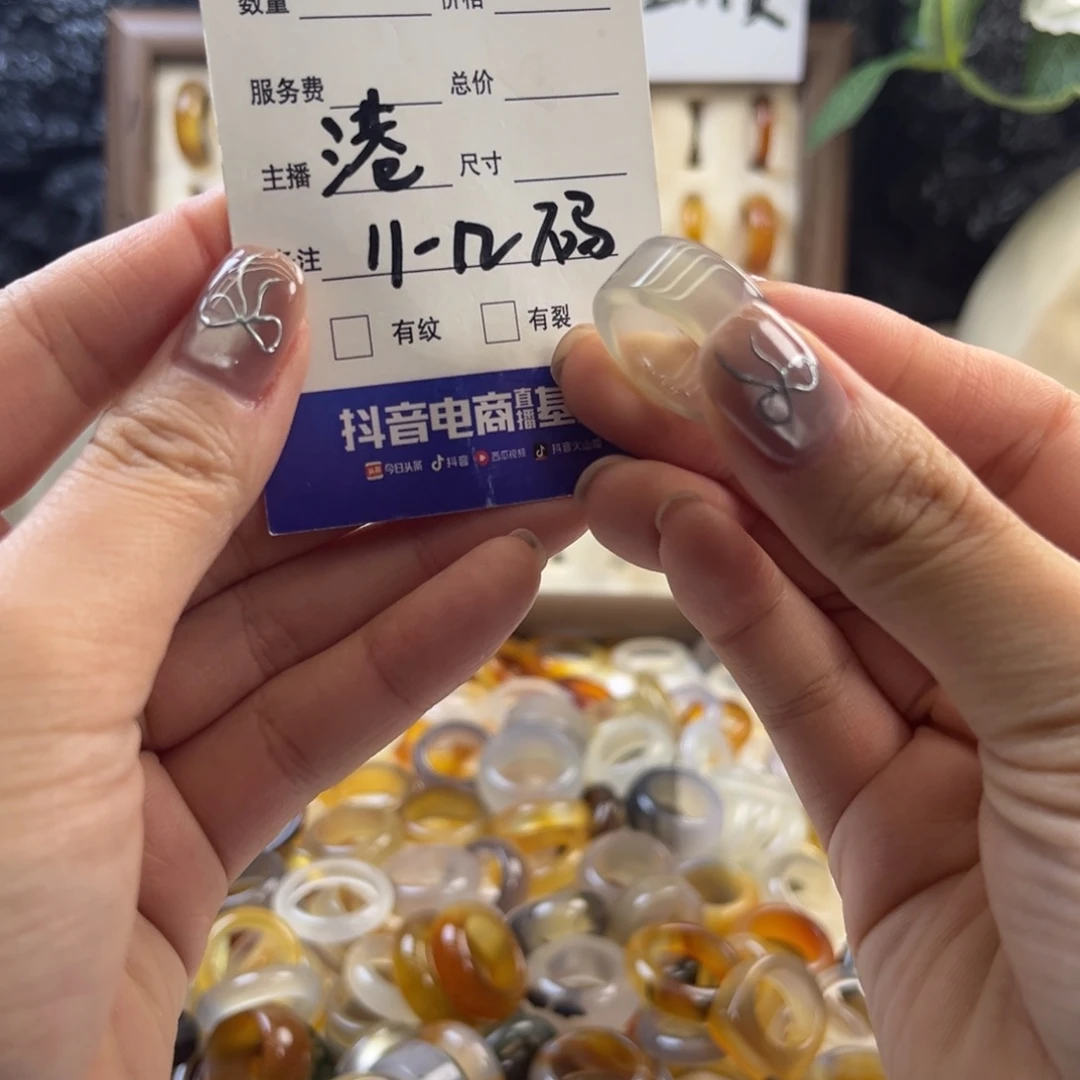 数量 价格
服务费 总价
主播 港 尺寸
注 11-12码
有纹 有裂
抖音电商直播基
今日头条 抖音 西瓜视频 抖音火山